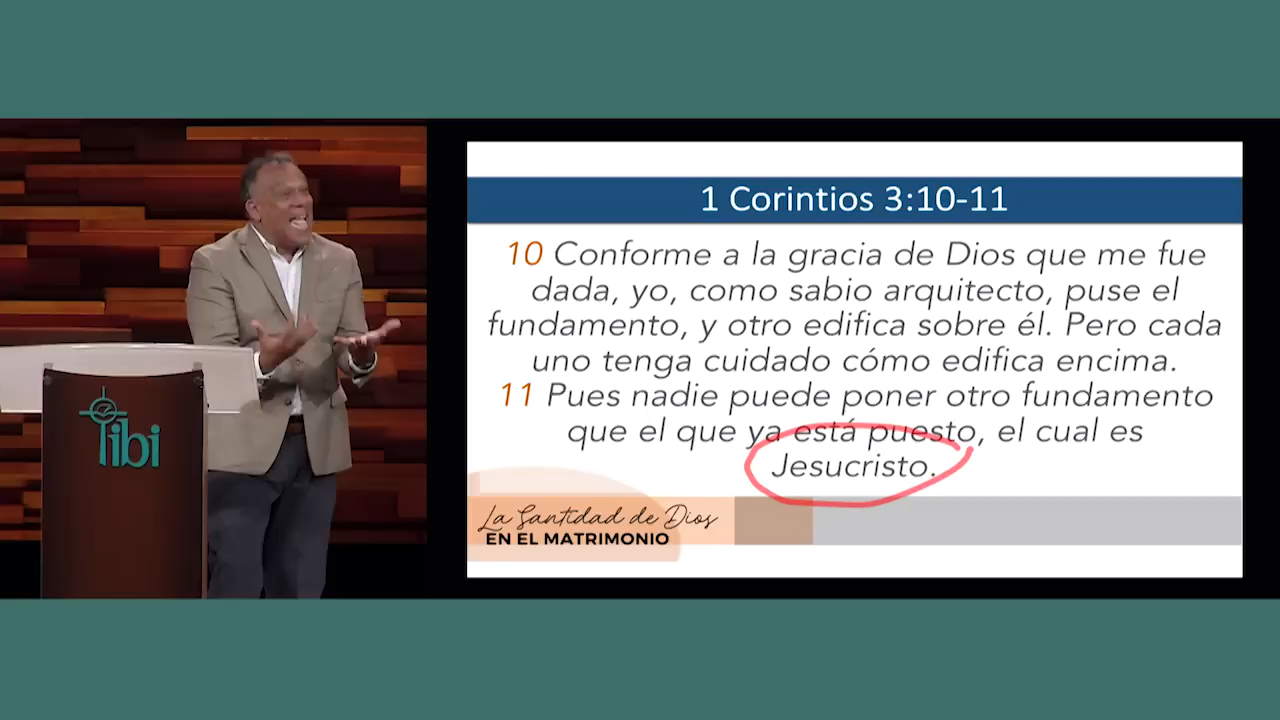 ibi
1 Corintios 3:10-11
10 Conforme a la gracia de Dios que me fue
dada, yo, como sabio arquitecto, puse el
fundamento, y otro edifica sobre él. Pero cada
uno tenga cuidado cómo edifica encima.
11 Pues nadie puede poner otro fundamento
que el que ya está puesto, el cual es
Jesucristo.
La Santidad de Dios
EN EL MATRIMONIO